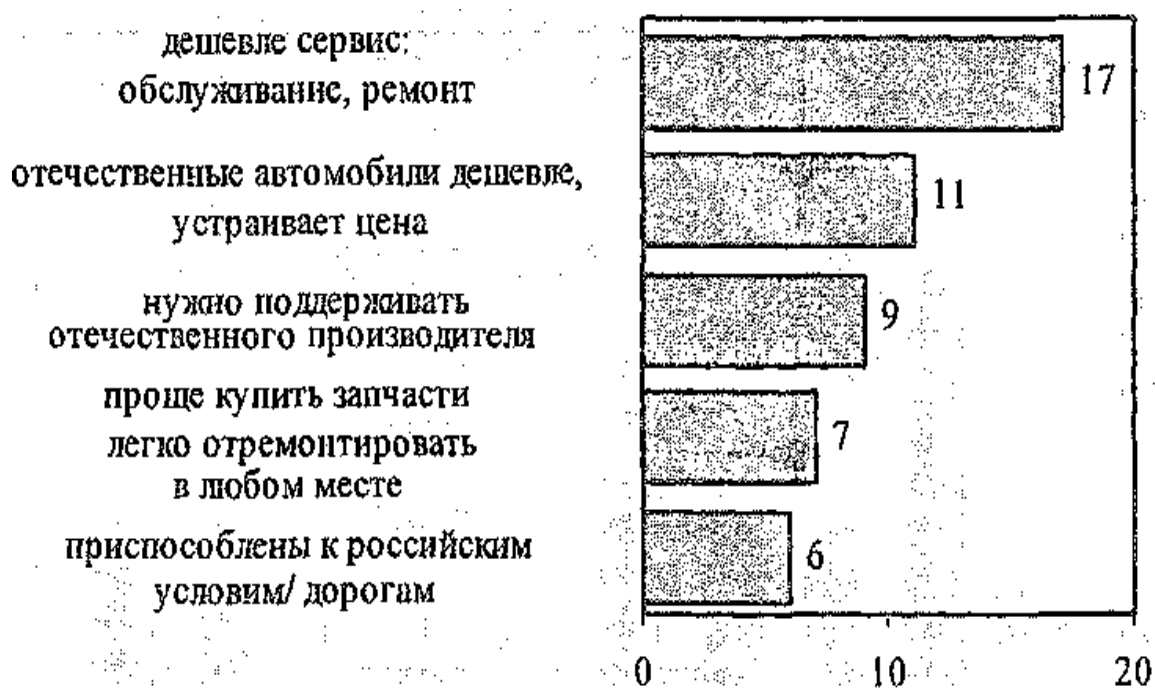 дешевле сервис:
обслуживание, ремонт
17
отечественные автомобили дешевле,
устраивает цена
11
нужно поддерживать
отечественного производителя
9
проще купить запчасти
легко отремонтировать
в любом месте
7
приспособлены к российским
условим/ дорогам
6
0 10 20